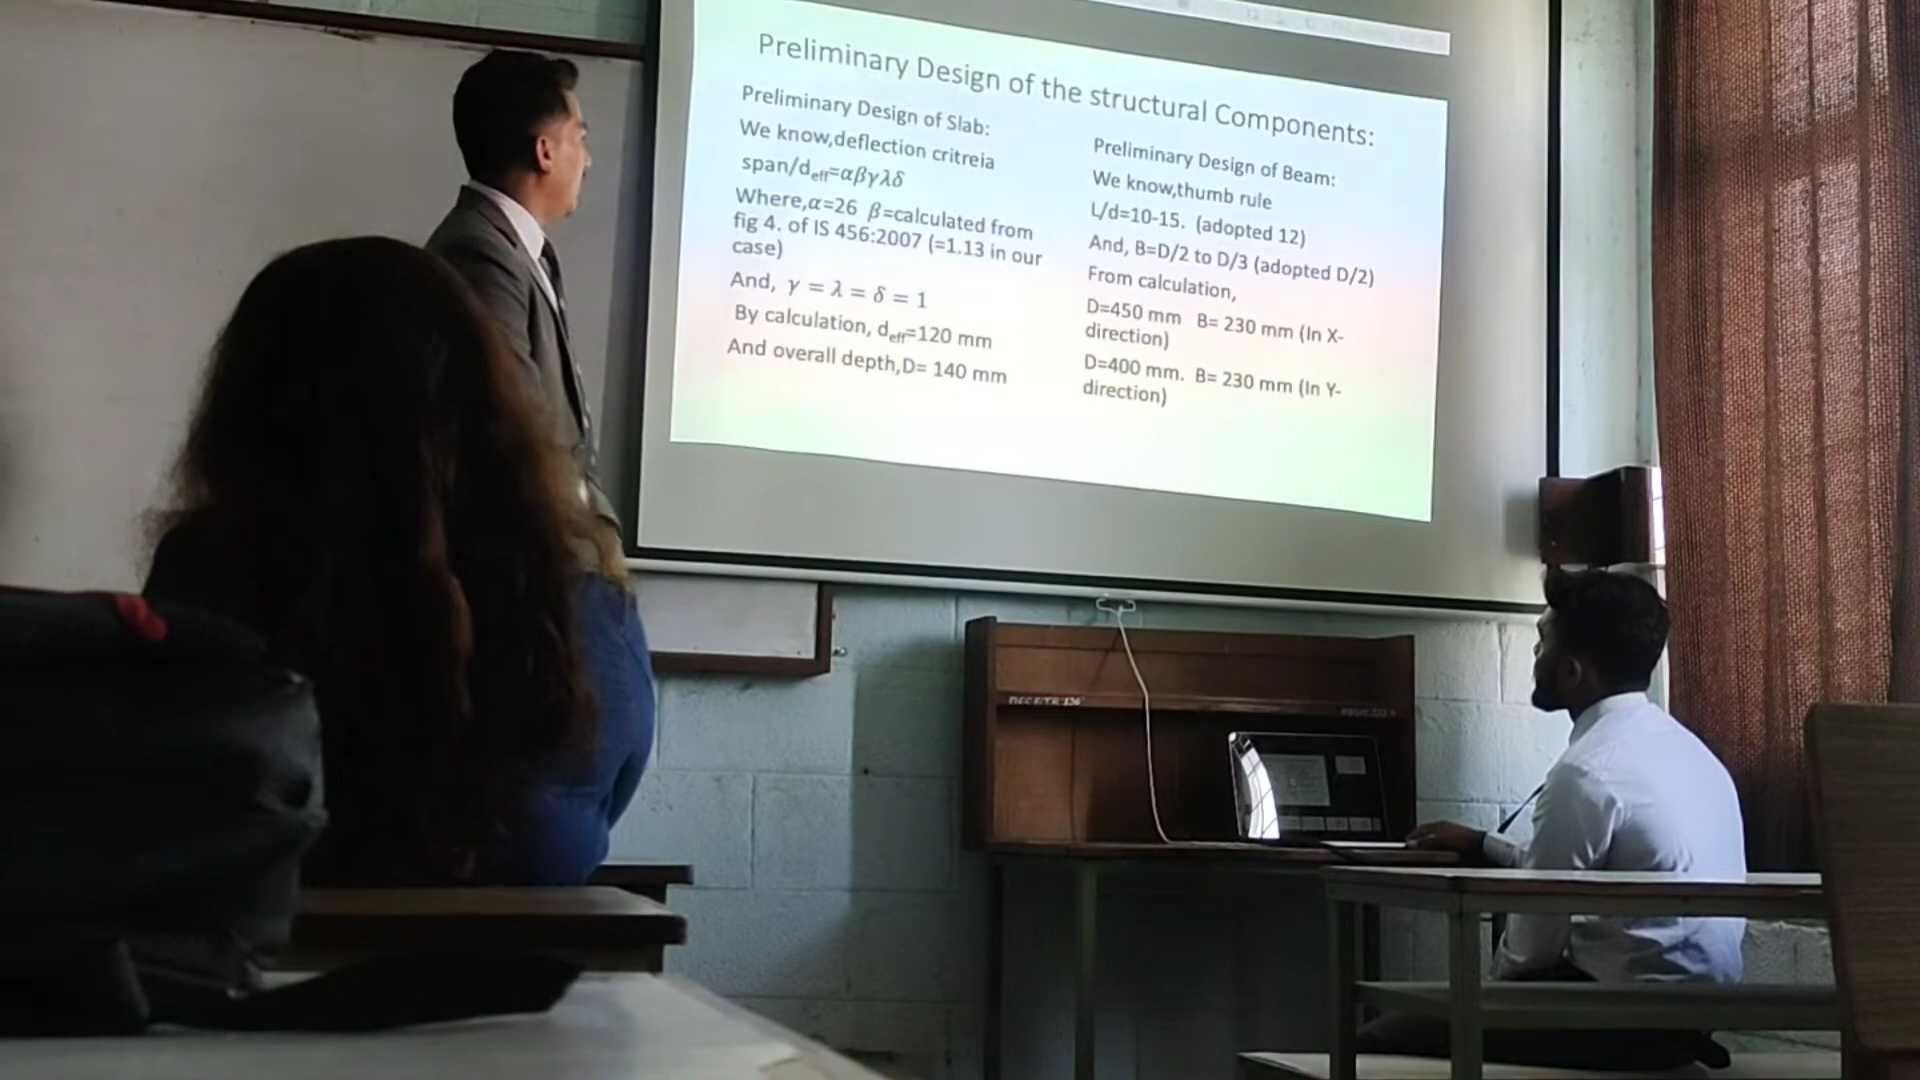 Preliminary Design of the structural Components:
Preliminary Design of Slab:
We know,deflection critreia
span/deff=αβγλδ
Where,α=26 β=calculated from
fig 4. of IS 456:2007 (=1.13 in our
case)
And, γ = λ = δ = 1
By calculation, deff=120 mm
And overall depth,D= 140 mm
Preliminary Design of Beam:
We know,thumb rule
L/d=10-15. (adopted 12)
And, B=D/2 to D/3 (adopted D/2)
From calculation,
D=450 mm B= 230 mm (In X-
direction)
D=400 mm. B= 230 mm (In Y-
direction)